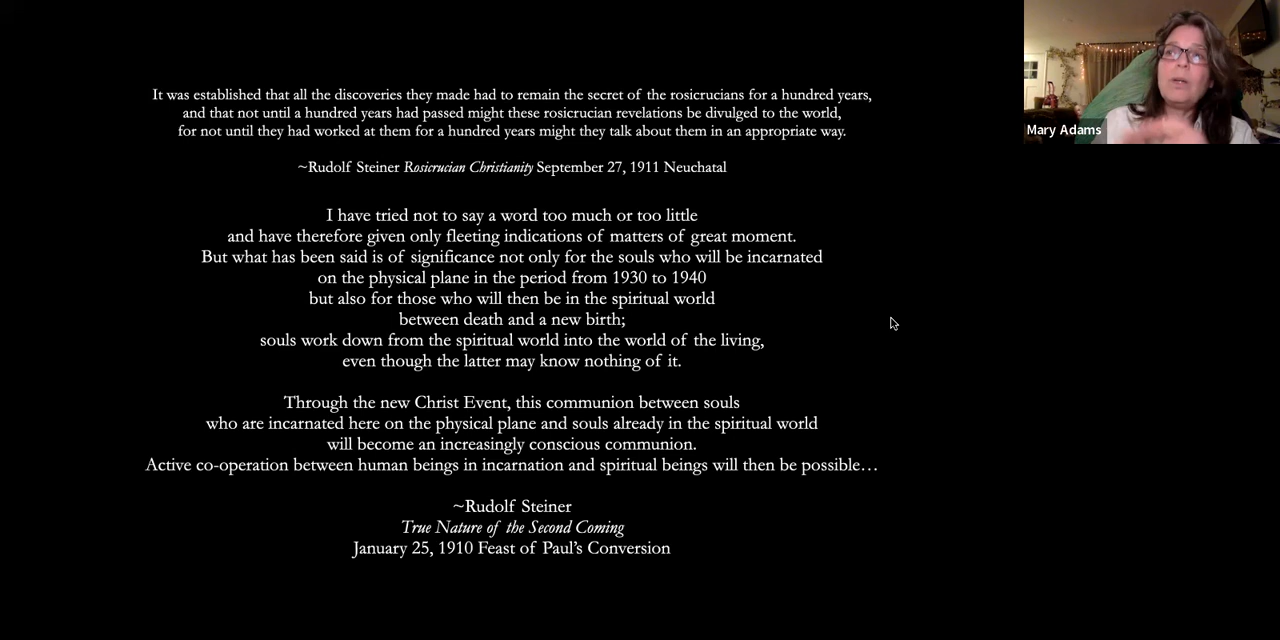 It was established that all the discoveries they made had to remain the secret of the rosicrucians for a hundred years,
and that not until a hundred years had passed might these rosicrucian revelations be divulged to the world,
for not until they had worked at them for a hundred years might they talk about them in an appropriate way.
~Rudolf Steiner Rosicrucian Christianity September 27, 1911 Neuchatal
I have tried not to say a word too much or too little
and have therefore given only fleeting indications of matters of great moment.
But what has been said is of significance not only for the souls who will be incarnated
on the physical plane in the period from 1930 to 1940
but also for those who will then be in the spiritual world
between death and a new birth;
souls work down from the spiritual world into the world of the living,
even though the latter may know nothing of it.
Through the new Christ Event, this communion between souls
who are incarnated here on the physical plane and souls already in the spiritual world
will become an increasingly conscious communion.
Active co-operation between human beings in incarnation and spiritual beings will then be possible…
~Rudolf Steiner
True Nature of the Second Coming
January 25, 1910 Feast of Paul's Conversion
Mary Adams